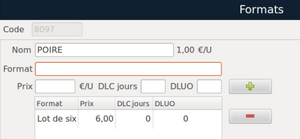 Formats
Code 8097
Nom POIRE 1,00 €/U
Format
Prix €/U DLC jours DLUO
Format Prix DLC jours DLUO
Lot de six 6,00 0 0